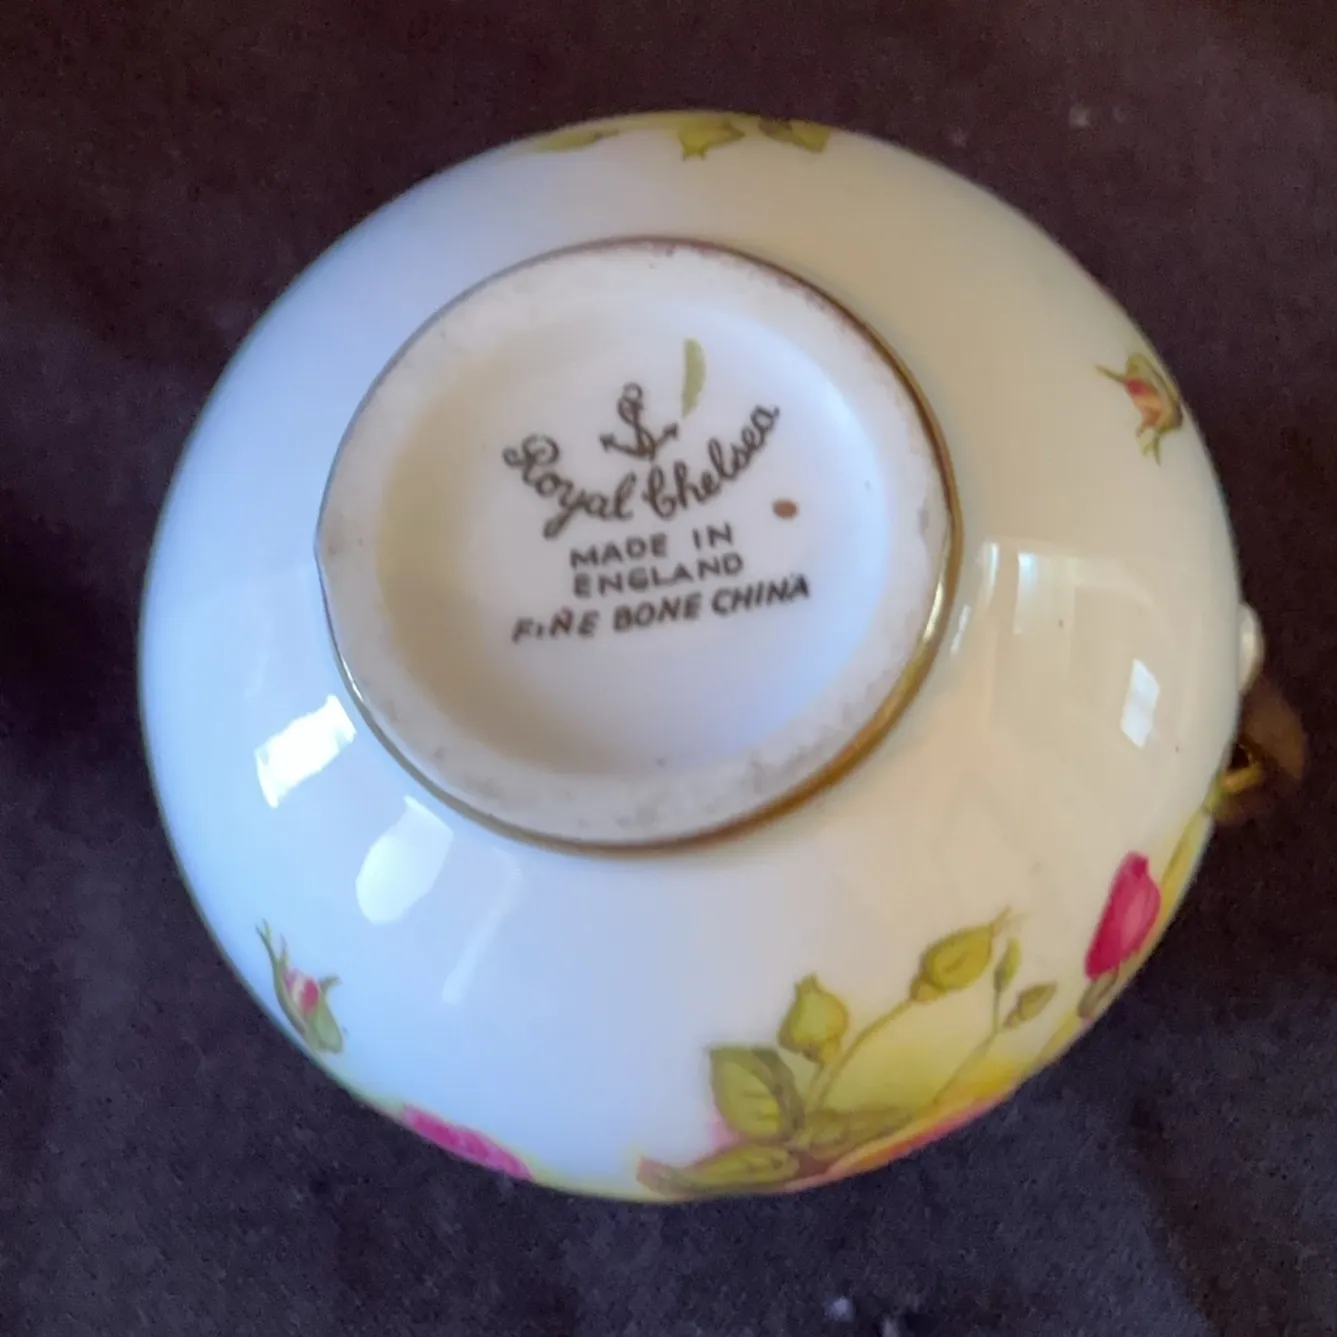 Royal Chelsea
MADE IN
ENGLAND
FINE BONE CHINA